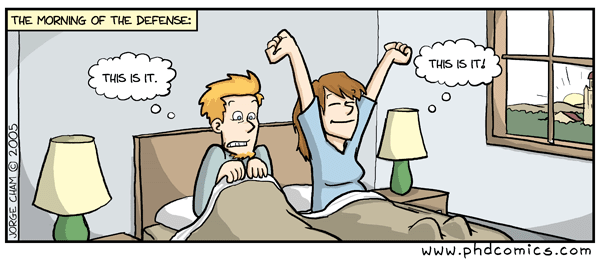 THE MORNING OF THE DEFENSE:
THIS IS IT.
THIS IS IT!
JORGE CHAM © 2005
www.phdcomics.com